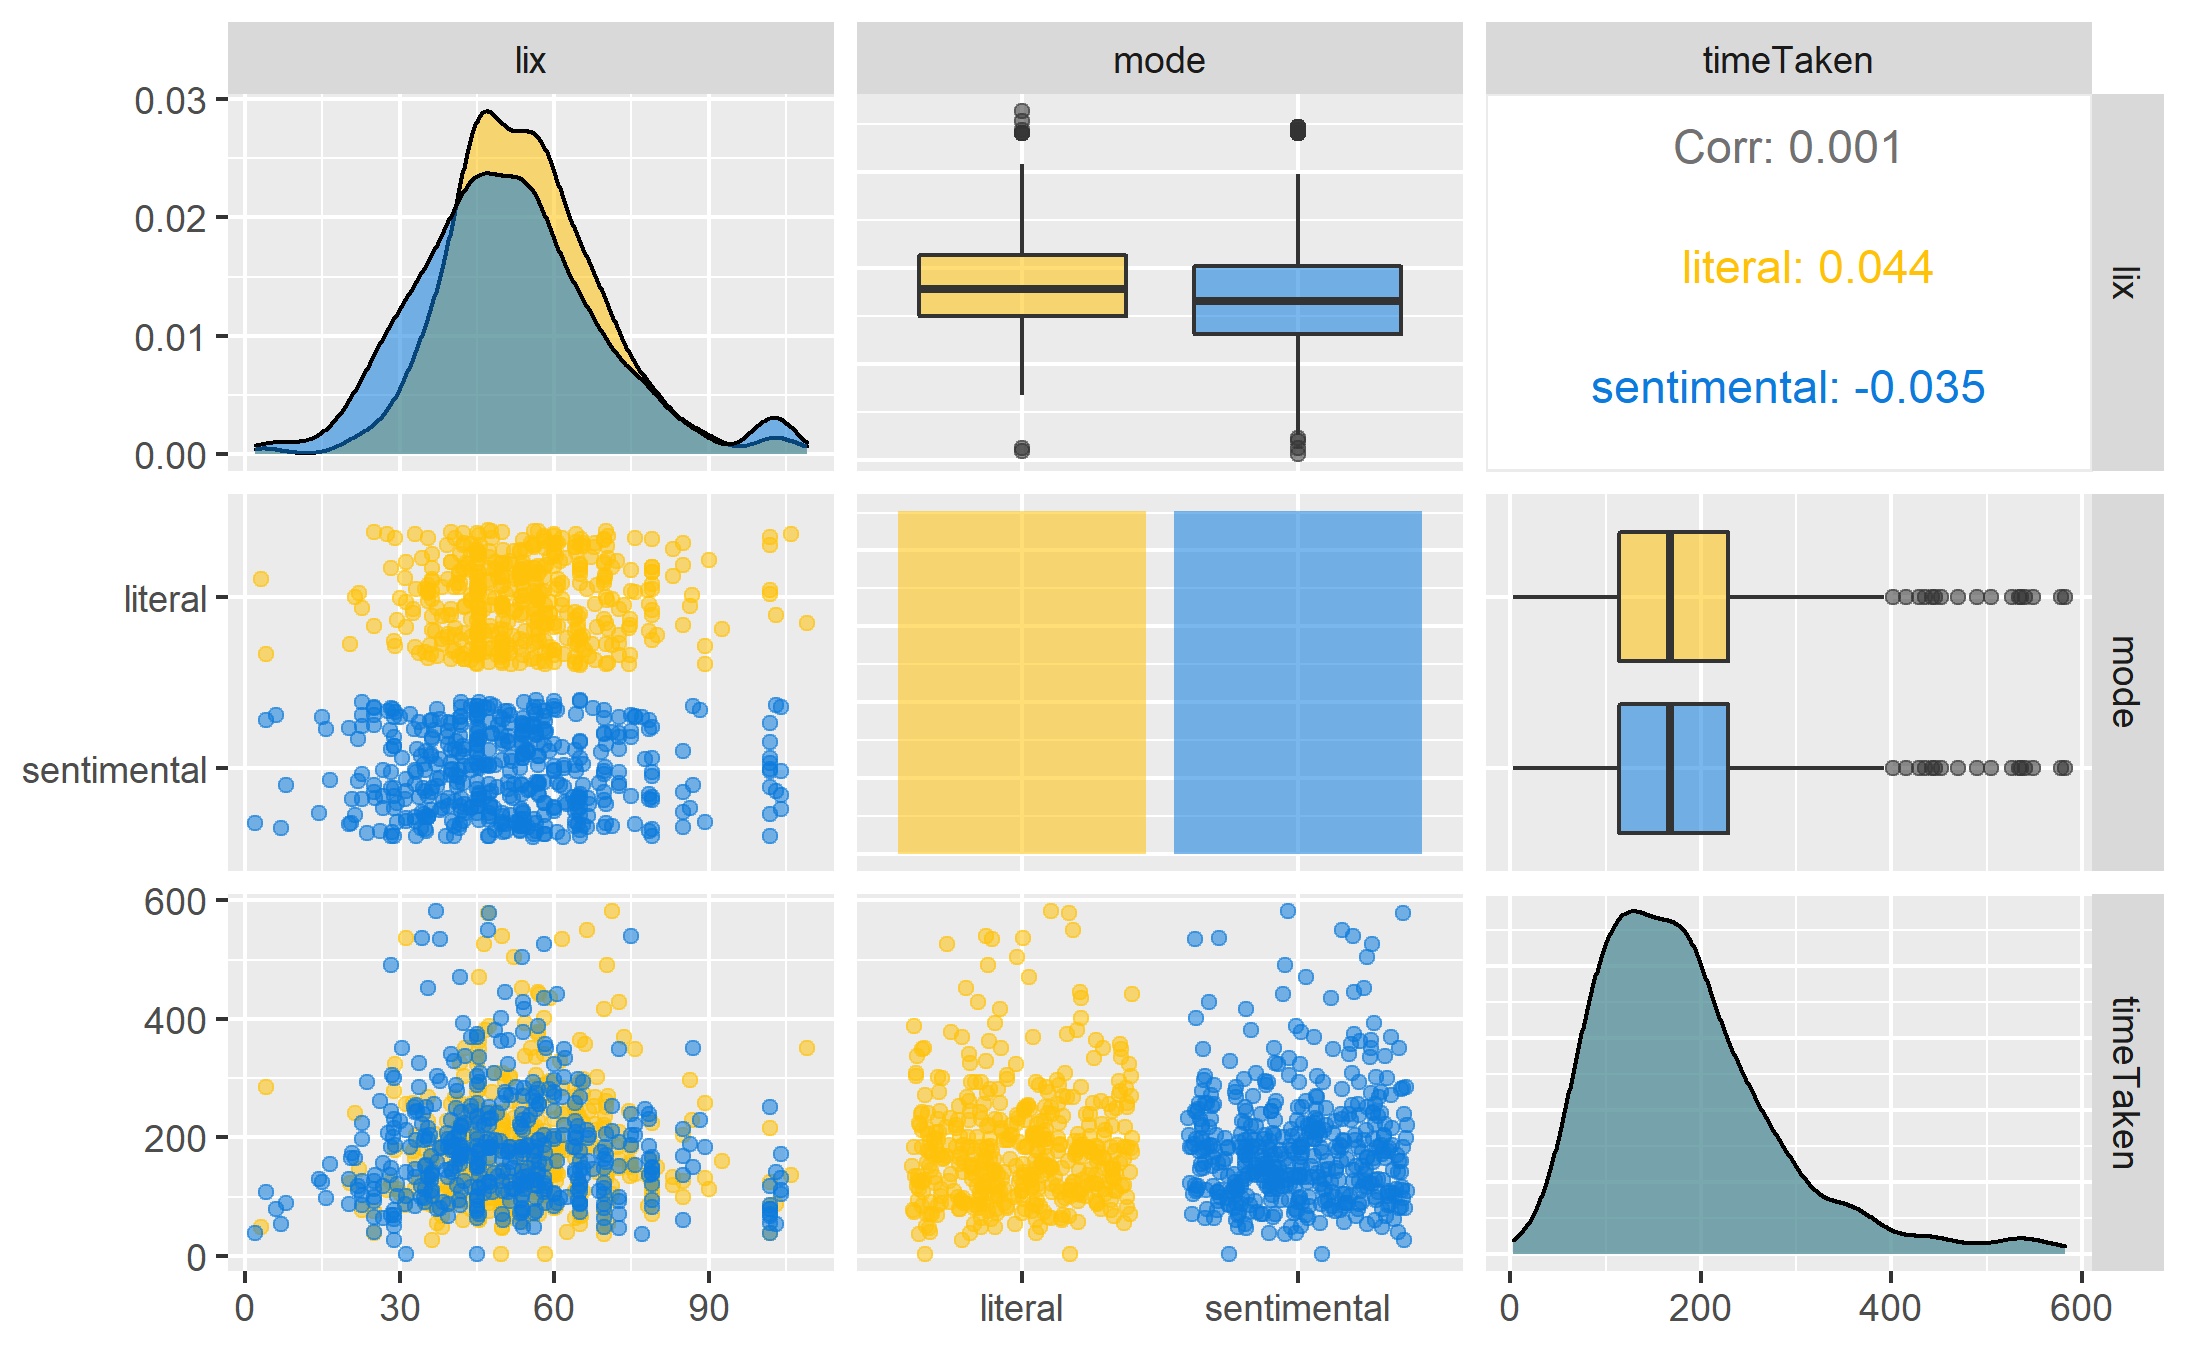 lix
mode
timeTaken
0.03
0.02
0.01
0.00
Corr: 0.001
literal: 0.044
sentimental: -0.035
lix
literal
sentimental
mode
600
400
200
0
timeTaken
0
30
60
90
literal
sentimental
0
200
400
600